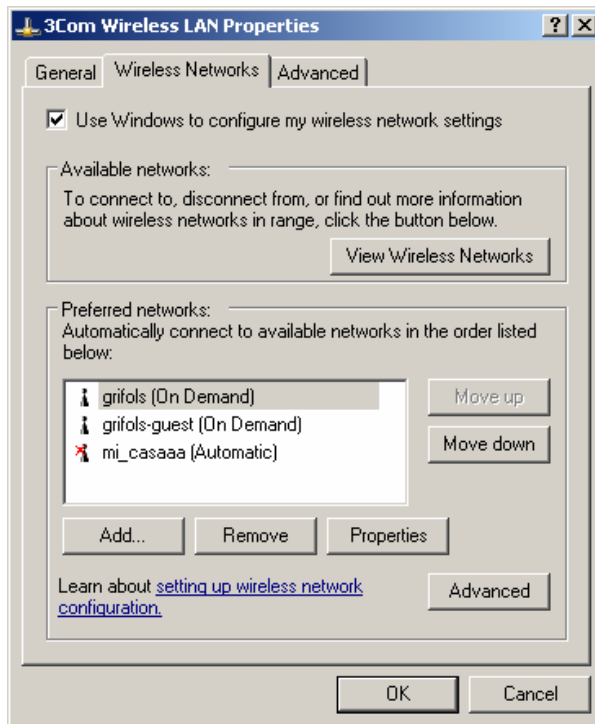 3Com Wireless LAN Properties
General
Wireless Networks
Advanced
Use Windows to configure my wireless network settings
Available networks:
To connect to, disconnect from, or find out more information
about wireless networks in range, click the button below.
View Wireless Networks
Preferred networks:
Automatically connect to available networks in the order listed
below:
grifols (On Demand)
grifols-guest (On Demand)
mi_casaaa (Automatic)
Move up
Move down
Add...
Remove
Properties
Learn about setting up wireless network
configuration.
Advanced
OK
Cancel